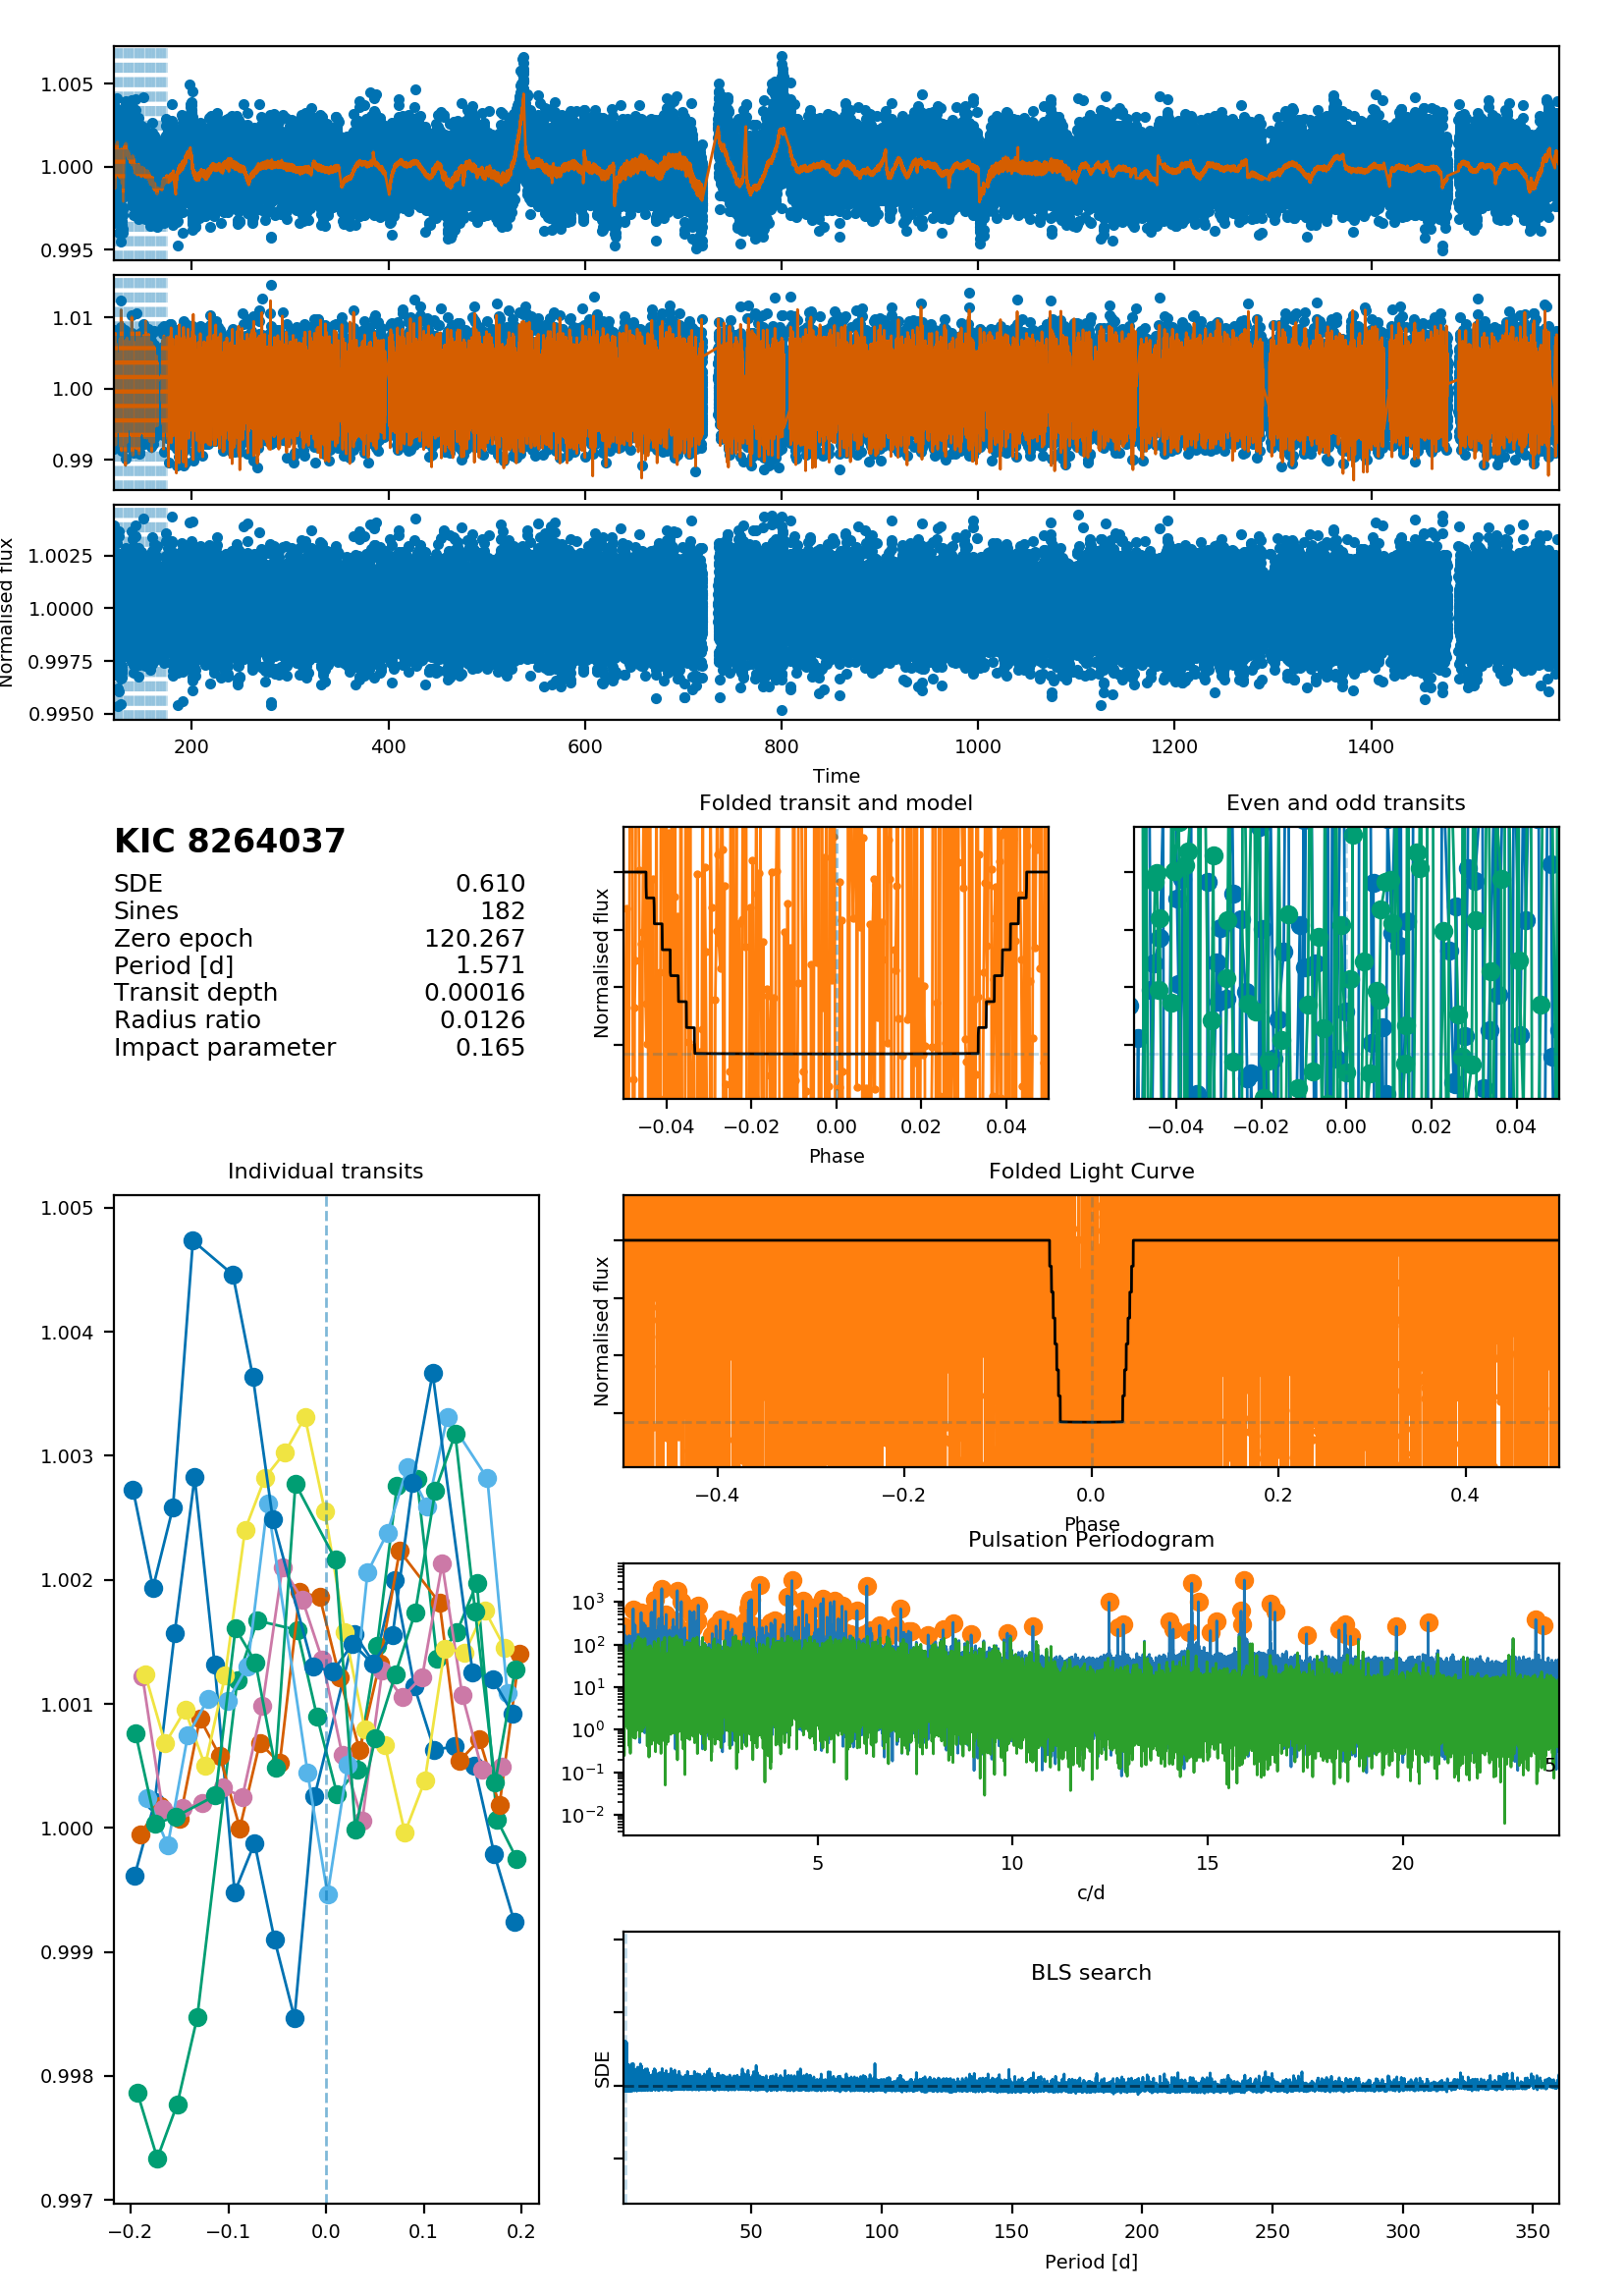 1.005
1.000
0.995
1.01
1.00
0.99
Normalised flux
1.0025
1.0000
0.9975
0.9950
200 400 600 800 1000 1200 1400
Time
KIC 8264037
SDE 0.610
Sines 182
Zero epoch 120.267
Period [d] 1.571
Transit depth 0.00016
Radius ratio 0.0126
Impact parameter 0.165
Folded transit and model
Normalised flux
−0.04 −0.02 0.00 0.02 0.04
Phase
Even and odd transits
−0.04 −0.02 0.00 0.02 0.04
Individual transits
1.005
1.004
1.003
1.002
1.001
1.000
0.999
0.998
0.997
−0.2 −0.1 0.0 0.1 0.2
Folded Light Curve
Normalised flux
−0.4 −0.2 0.0 0.2 0.4
Phase
Pulsation Periodogram
10³
10²
10¹
10⁰
10⁻¹
10⁻²
5
5 10 15 20
c/d
BLS search
SDE
50 100 150 200 250 300 350
Period [d]